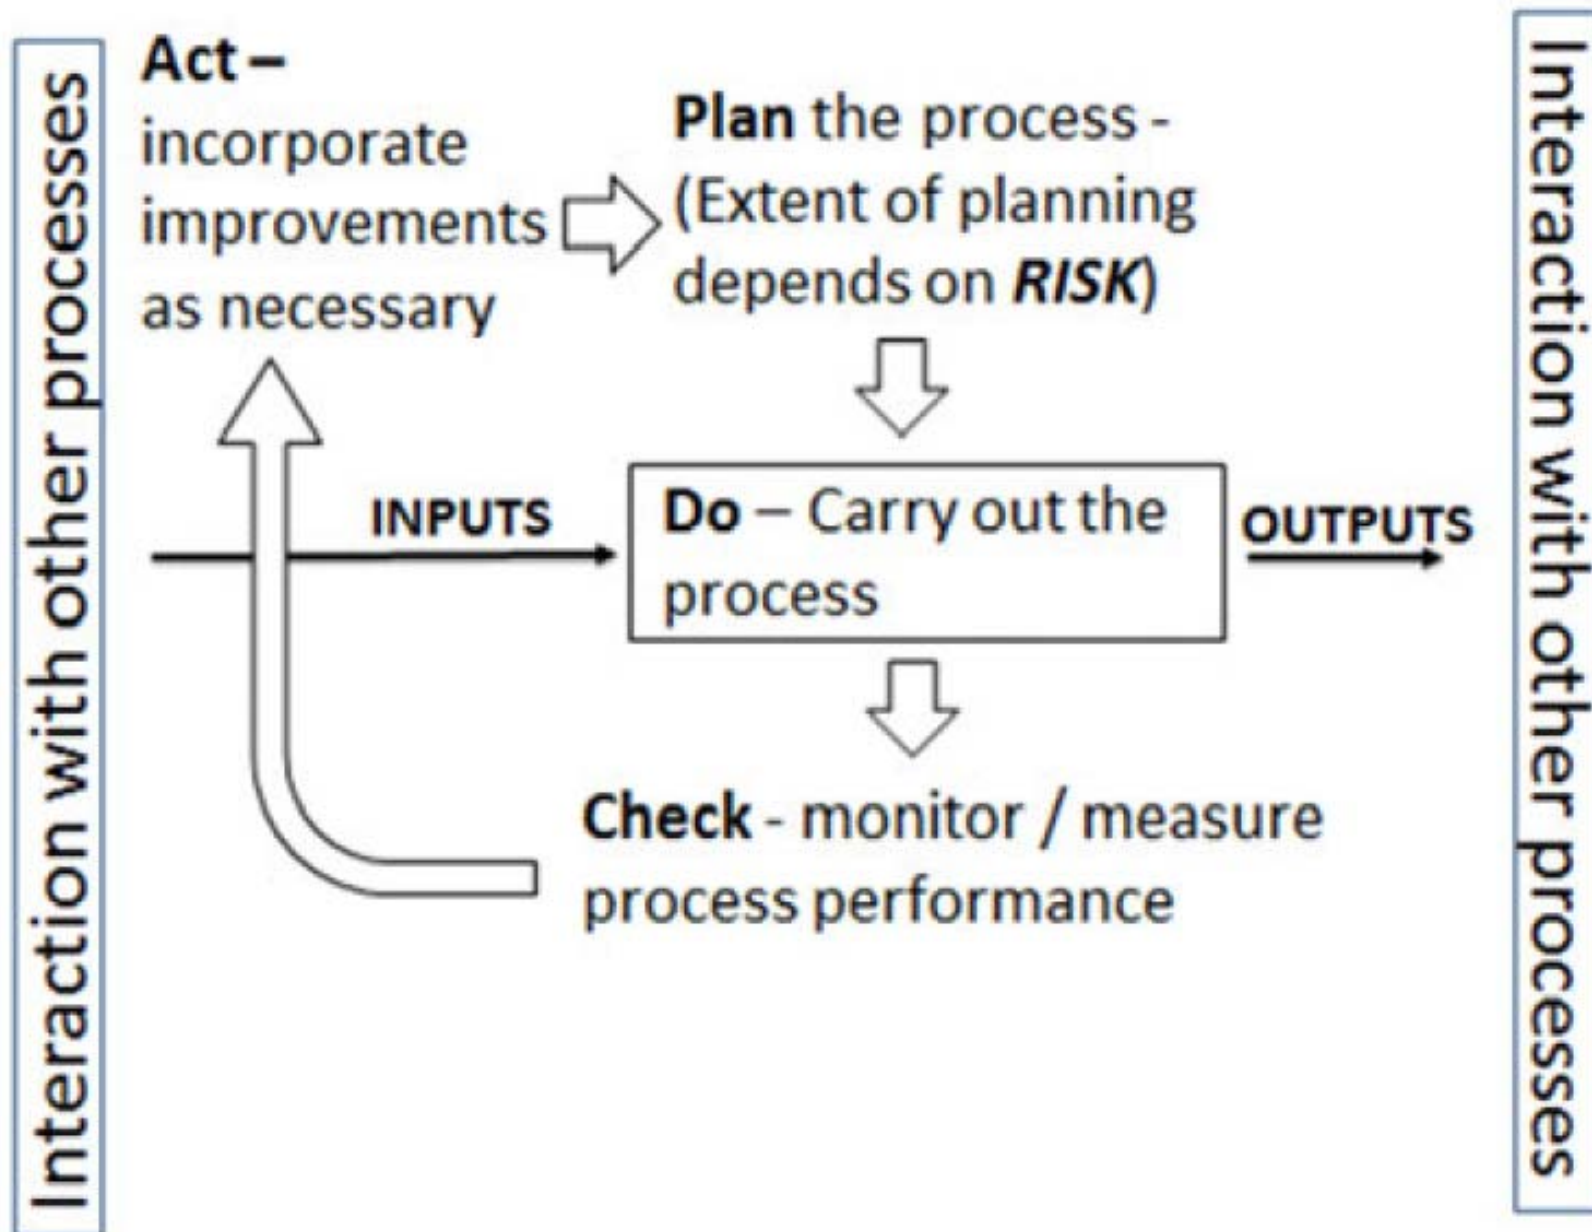 Interaction with other processes
Act –
incorporate
improvements
as necessary
Plan the process -
(Extent of planning
depends on RISK)
INPUTS
Do – Carry out the
process
OUTPUTS
Check - monitor / measure
process performance
Interaction with other processes